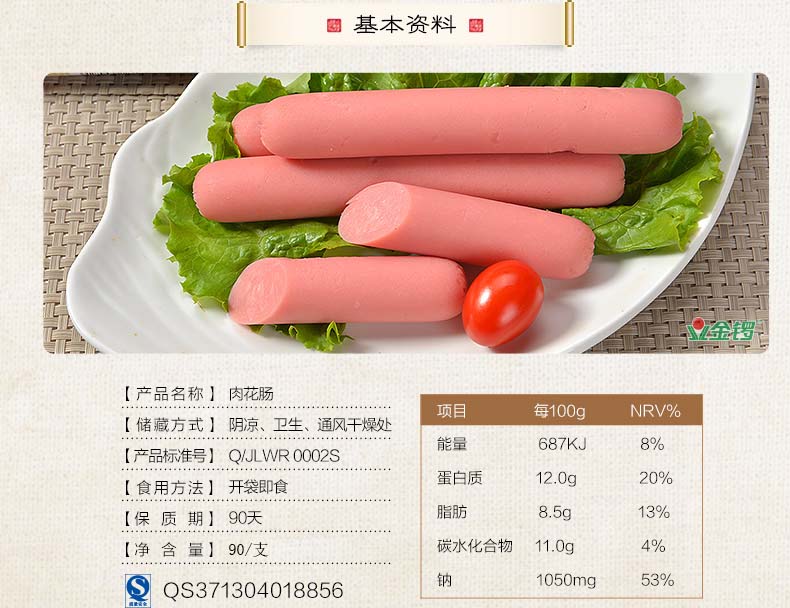 基本资料
金锣
【产品名称】 肉花肠
【储藏方式】 阴凉、卫生、通风干燥处
【产品标准号】 Q/JLWR 0002S
【食用方法】 开袋即食
【保质期】 90天
【净含量】 90/支
QS371304018856
项目 每100g NRV%
能量 687KJ 8%
蛋白质 12.0g 20%
脂肪 8.5g 13%
碳水化合物 11.0g 4%
钠 1050mg 53%